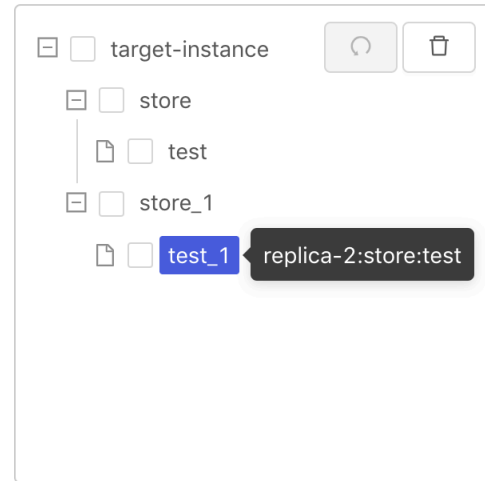 target-instance
store
test
store_1
test_1 replica-2:store:test